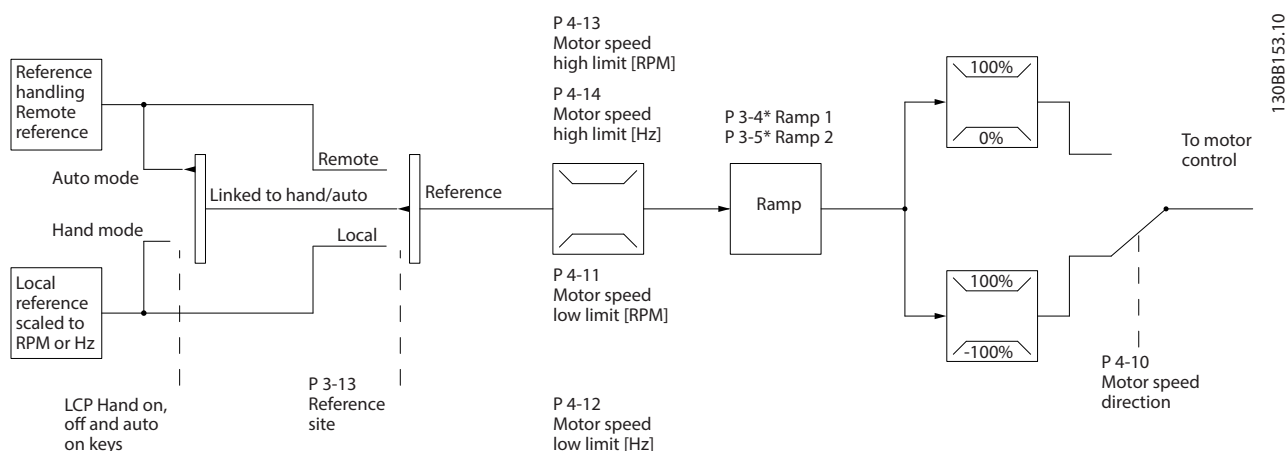 P 4-13
Motor speed
high limit [RPM]
P 4-14
Motor speed
high limit [Hz]
130BB153.10
Reference
handling
Remote
reference
Auto mode
Hand mode
Local
reference
scaled to
RPM or Hz
LCP Hand on,
off and auto
on keys
Linked to hand/auto
Remote
Local
P 3-13
Reference
site
Reference
P 4-11
Motor speed
low limit [RPM]
P 4-12
Motor speed
low limit [Hz]
P 3-4* Ramp 1
P 3-5* Ramp 2
Ramp
100%
0%
100%
-100%
To motor
control
P 4-10
Motor speed
direction